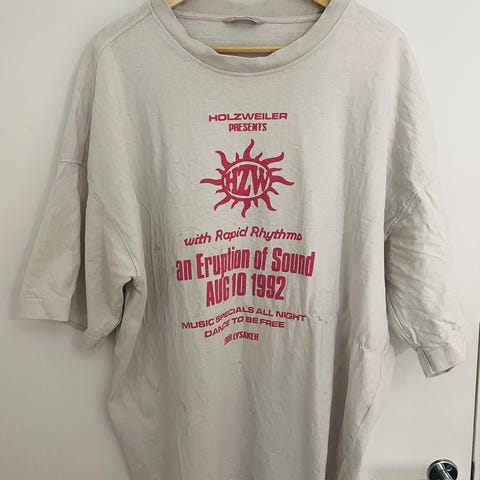 HOLZWEILER
PRESENTS
HZW
with Rapid Rhythms
an Eruption of Sound
AUG 10 1992
MUSIC SPECIALS ALL NIGHT
DANCE TO BE FREE
LYSAKER